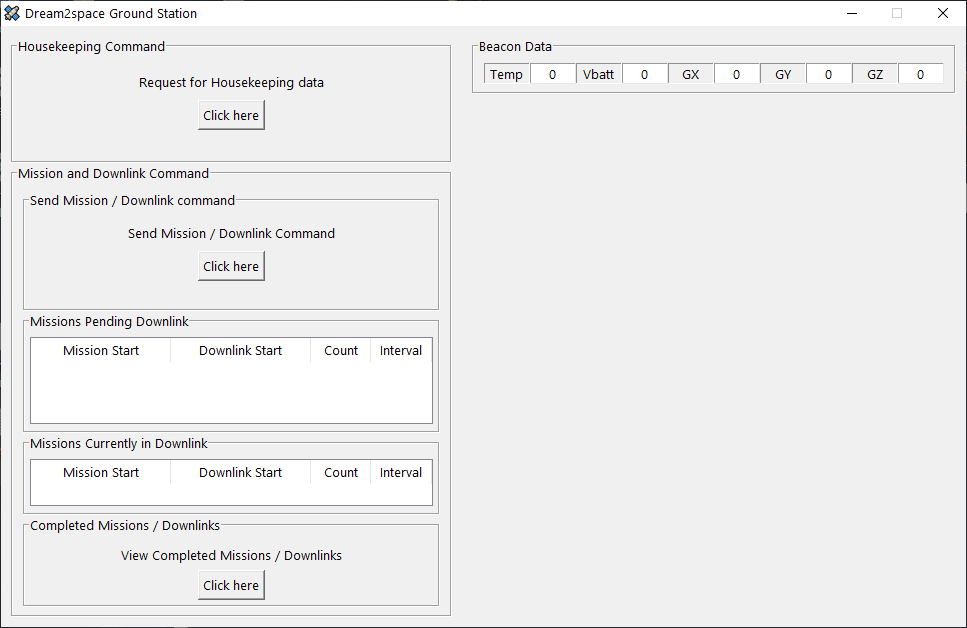 Dream2space Ground Station
Housekeeping Command
Request for Housekeeping data
Click here
Mission and Downlink Command
Send Mission / Downlink command
Send Mission / Downlink Command
Click here
Missions Pending Downlink
Mission Start Downlink Start Count Interval
Missions Currently in Downlink
Mission Start Downlink Start Count Interval
Completed Missions / Downlinks
View Completed Missions / Downlinks
Click here
Beacon Data
Temp 0 Vbatt 0 GX 0 GY 0 GZ 0